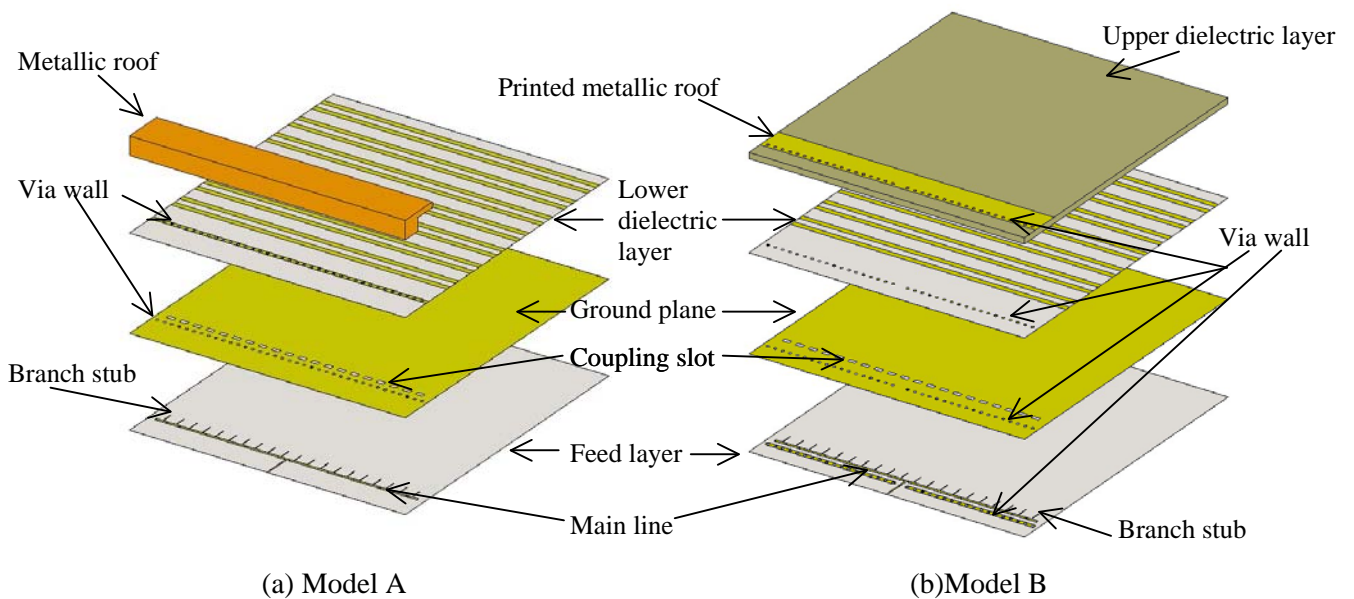 Upper dielectric layer
Metallic roof
Printed metallic roof
Via wall
Lower
dielectric
layer
Via wall
Ground plane
Coupling slot
Branch stub
Feed layer
Main line
Branch stub
(a) Model A
(b)Model B